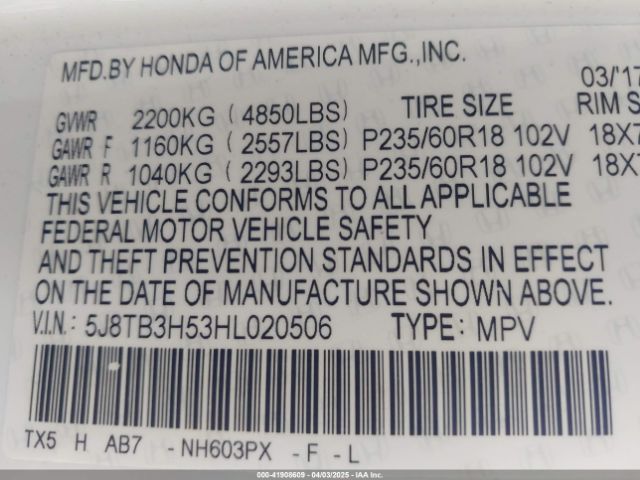 MFD.BY HONDA OF AMERICA MFG.,INC.
03/'17
GVWR 2200KG (4850LBS) TIRE SIZE RIM S
GAWR F 1160KG (2557LBS) P235/60R18 102V 18X7
GAWR R 1040KG (2293LBS) P235/60R18 102V 18X7
THIS VEHICLE CONFORMS TO ALL APPLICABLE
FEDERAL MOTOR VEHICLE SAFETY
AND THEFT PREVENTION STANDARDS IN EFFECT
ON THE DATE OF MANUFACTURE SHOWN ABOVE.
V.I.N.: 5J8TB3H53HL020506 TYPE: MPV
TX5 H AB7 - NH603PX - F - L
000-41908609 - 04/03/2025 - COPYRIGHT IAA, LLC